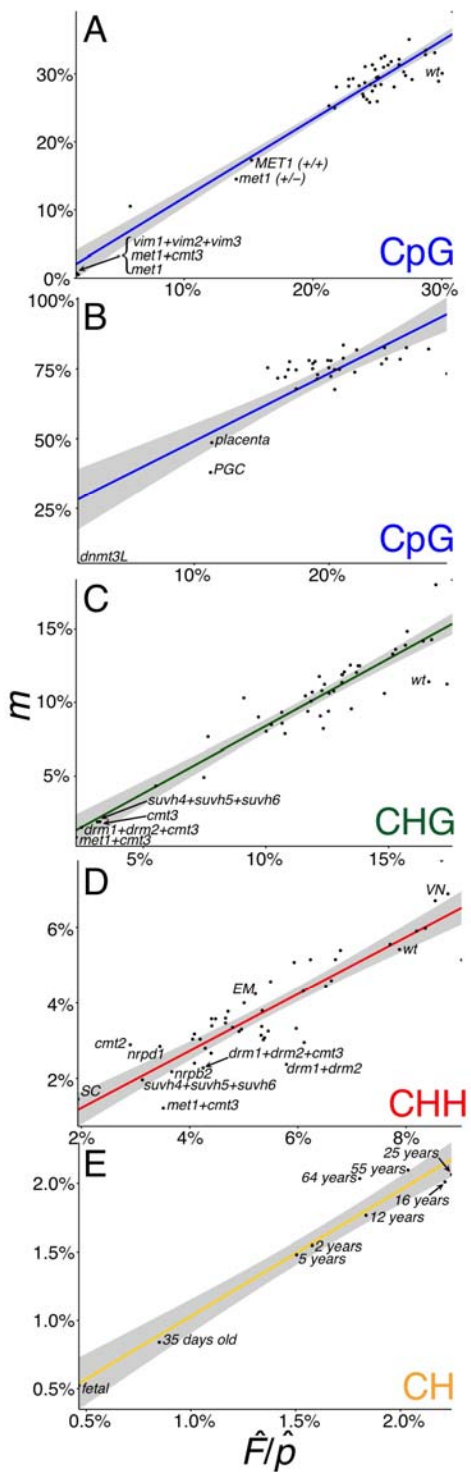 A
30%
20%
10%
0%
wt
MET1 (+/+)
met1 (+/−)
vim1+vim2+vim3
met1+cmt3
met1
CpG
10%
20%
30%
B
100%
75%
50%
25%
placenta
PGC
dnmt3L
CpG
10%
20%
C
15%
10%
5%
wt
suvh4+suvh5+suvh6
cmt3
drm1+drm2+cmt3
met1+cmt3
CHG
5%
10%
15%
m
D
6%
4%
2%
VN
wt
EM
cmt2
nrpd1
drm1+drm2+cmt3
nrpb2
drm1+drm2
SC
suvh4+suvh5+suvh6
met1+cmt3
CHH
2%
4%
6%
8%
E
2.0%
1.5%
1.0%
0.5%
25 years
55 years
64 years
16 years
12 years
2 years
5 years
35 days old
fetal
CH
0.5%
1.0%
1.5%
2.0%
F̂/p̂